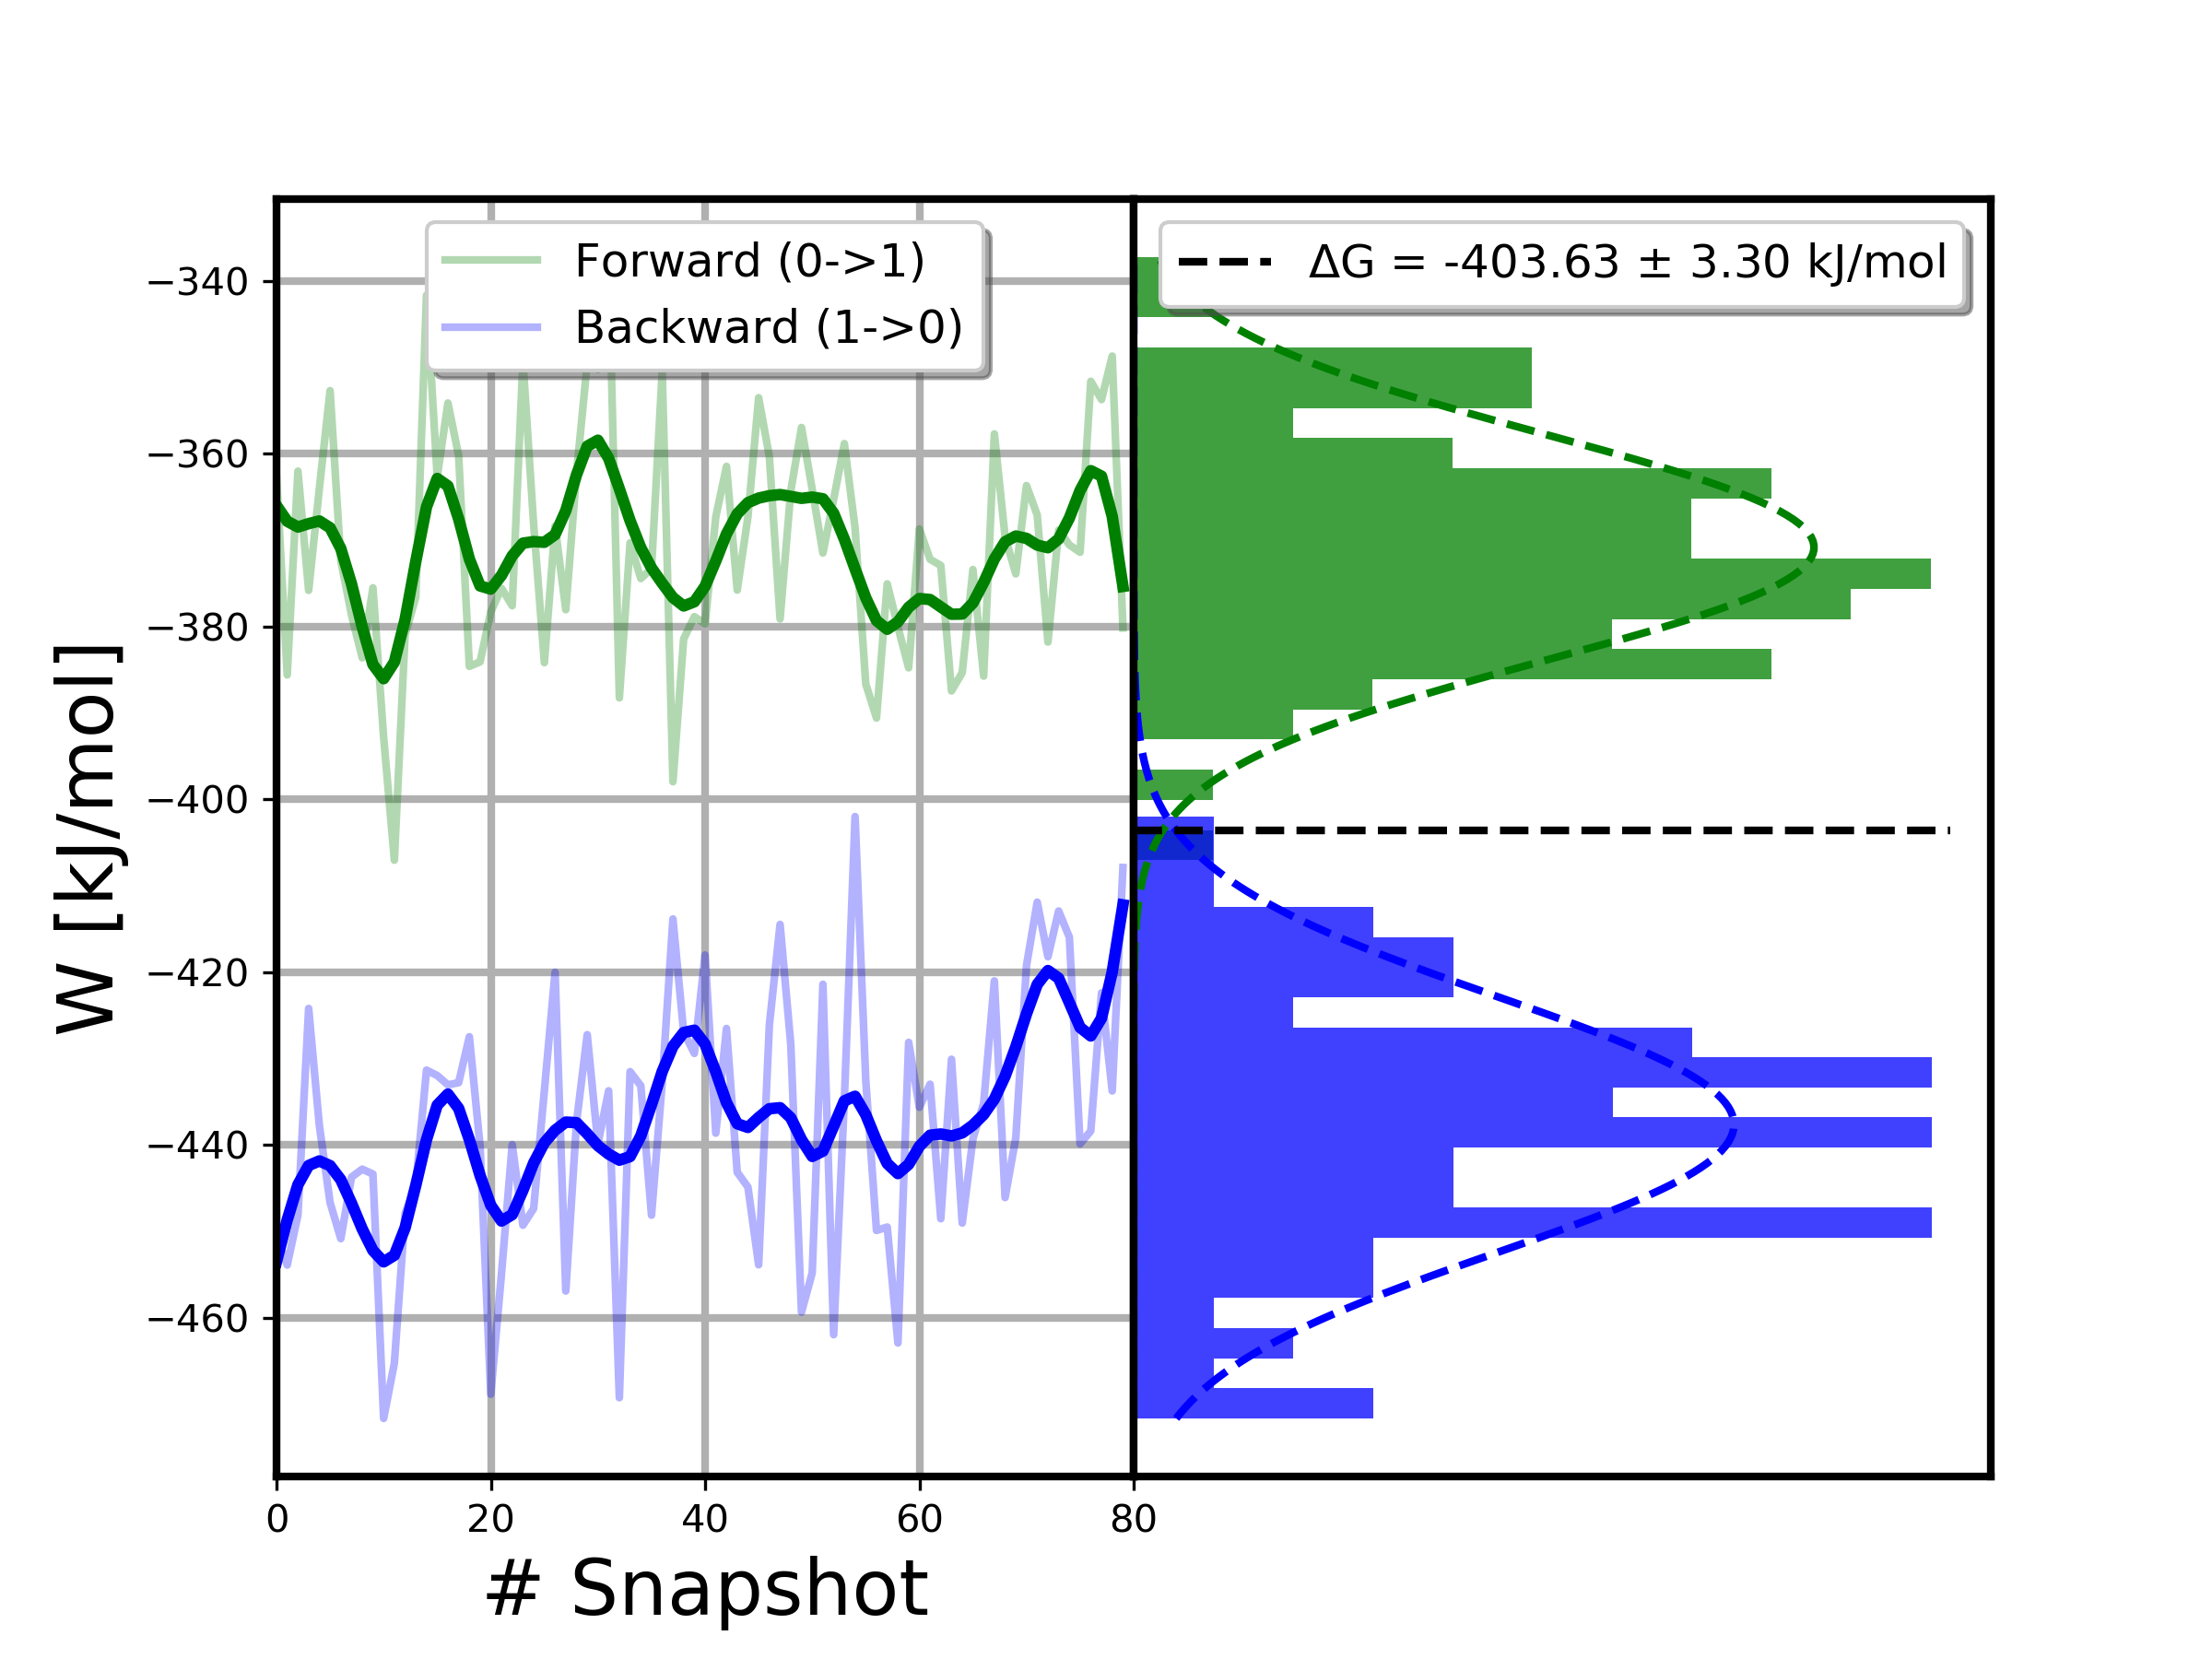 Forward (0->1)
Backward (1->0)
ΔG = -403.63 ± 3.30 kJ/mol
W [kJ/mol]
−340
−360
−380
−400
−420
−440
−460
0 20 40 60 80
# Snapshot